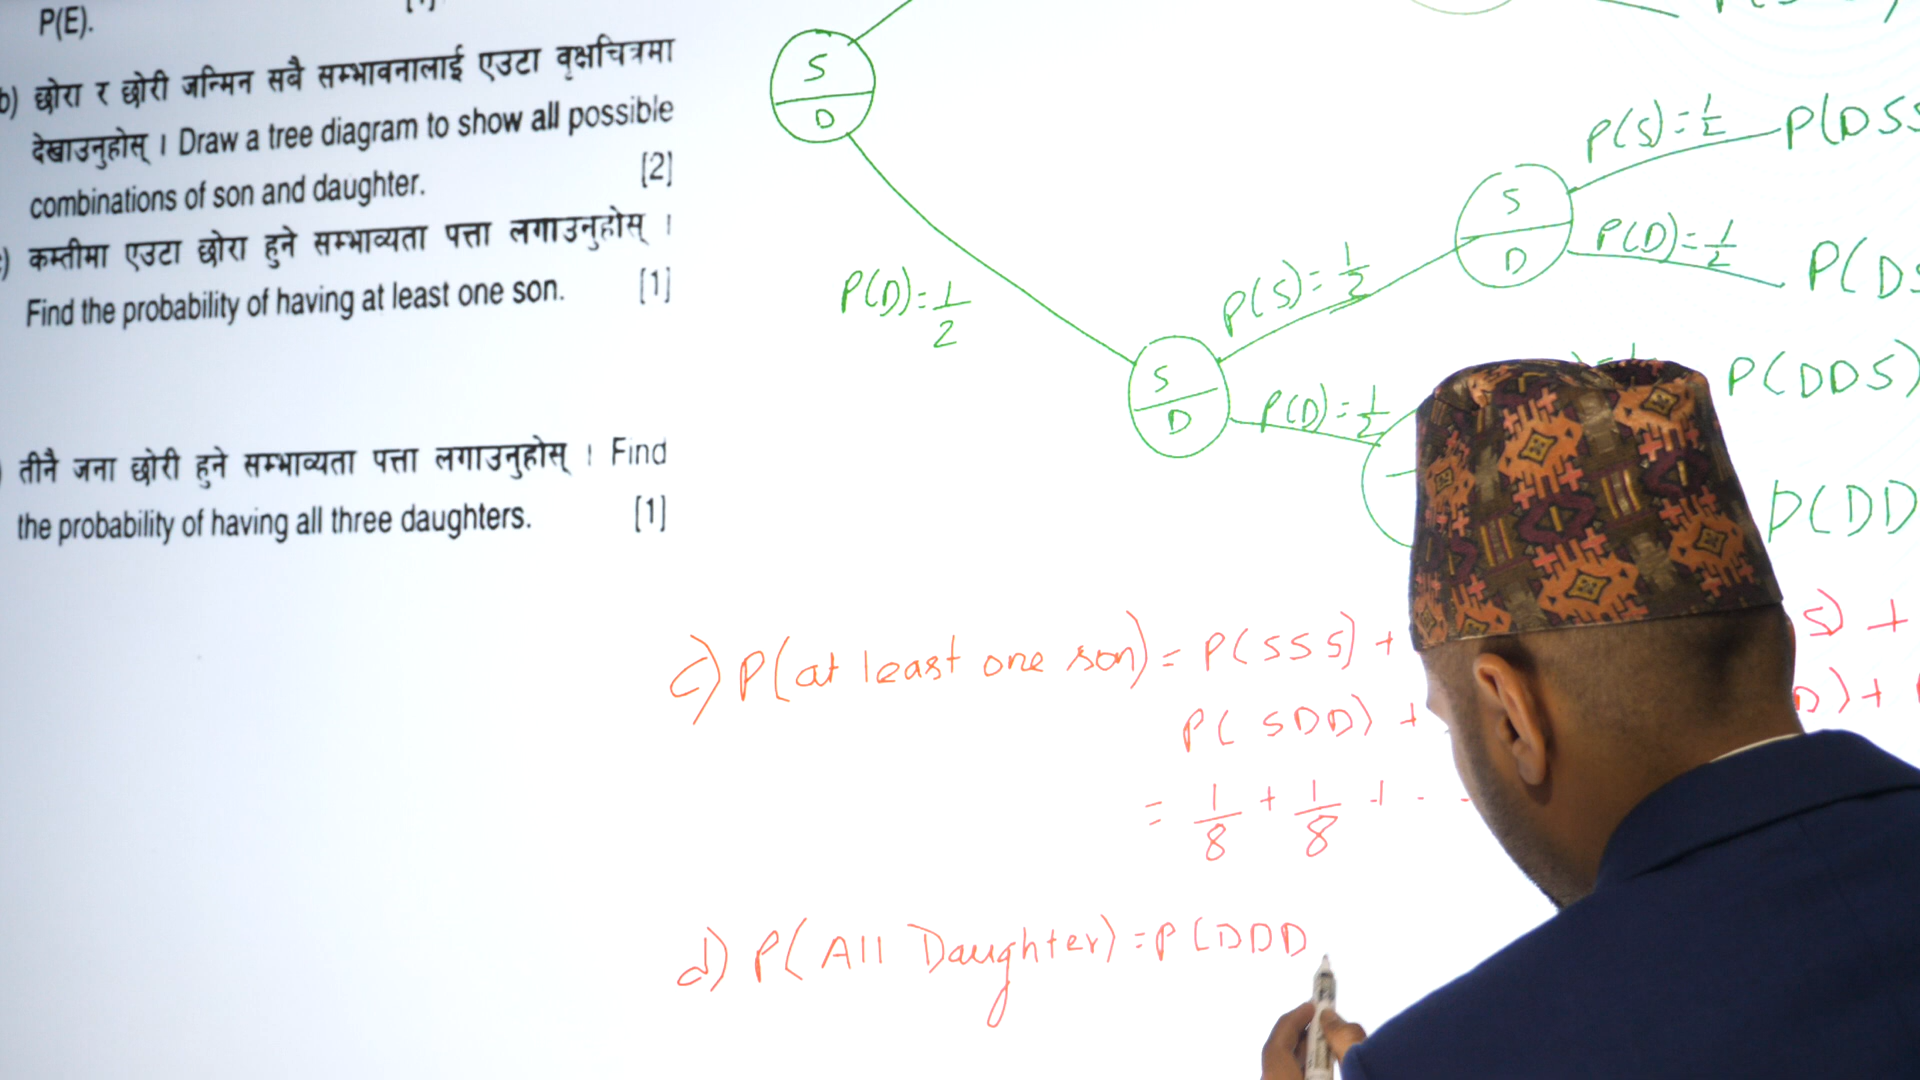 P(E).
b) छोरा र छोरी जन्मिन सबै सम्भावनालाई एउटा वृक्षचित्रमा
देखाउनुहोस् । Draw a tree diagram to show all possible
combinations of son and daughter. [2]
) कम्तीमा एउटा छोरा हुने सम्भाव्यता पत्ता लगाउनुहोस् ।
Find the probability of having at least one son. [1]
) तीनै जना छोरी हुने सम्भाव्यता पत्ता लगाउनुहोस् । Find
the probability of having all three daughters. [1]
S
D
P(D)=1/2
S
D
P(S)=1/2
P(D)=1/2
S
D
P(S)=1/2
P(DSS
P(D)=1/2
P(DS
P(DDS)
P(DD
c) P(at least one son) = P(SSS) + S) +
P(SDD) + D) +
= 1/8 + 1/8 + . .
d) P(All Daughter) = P(DDD